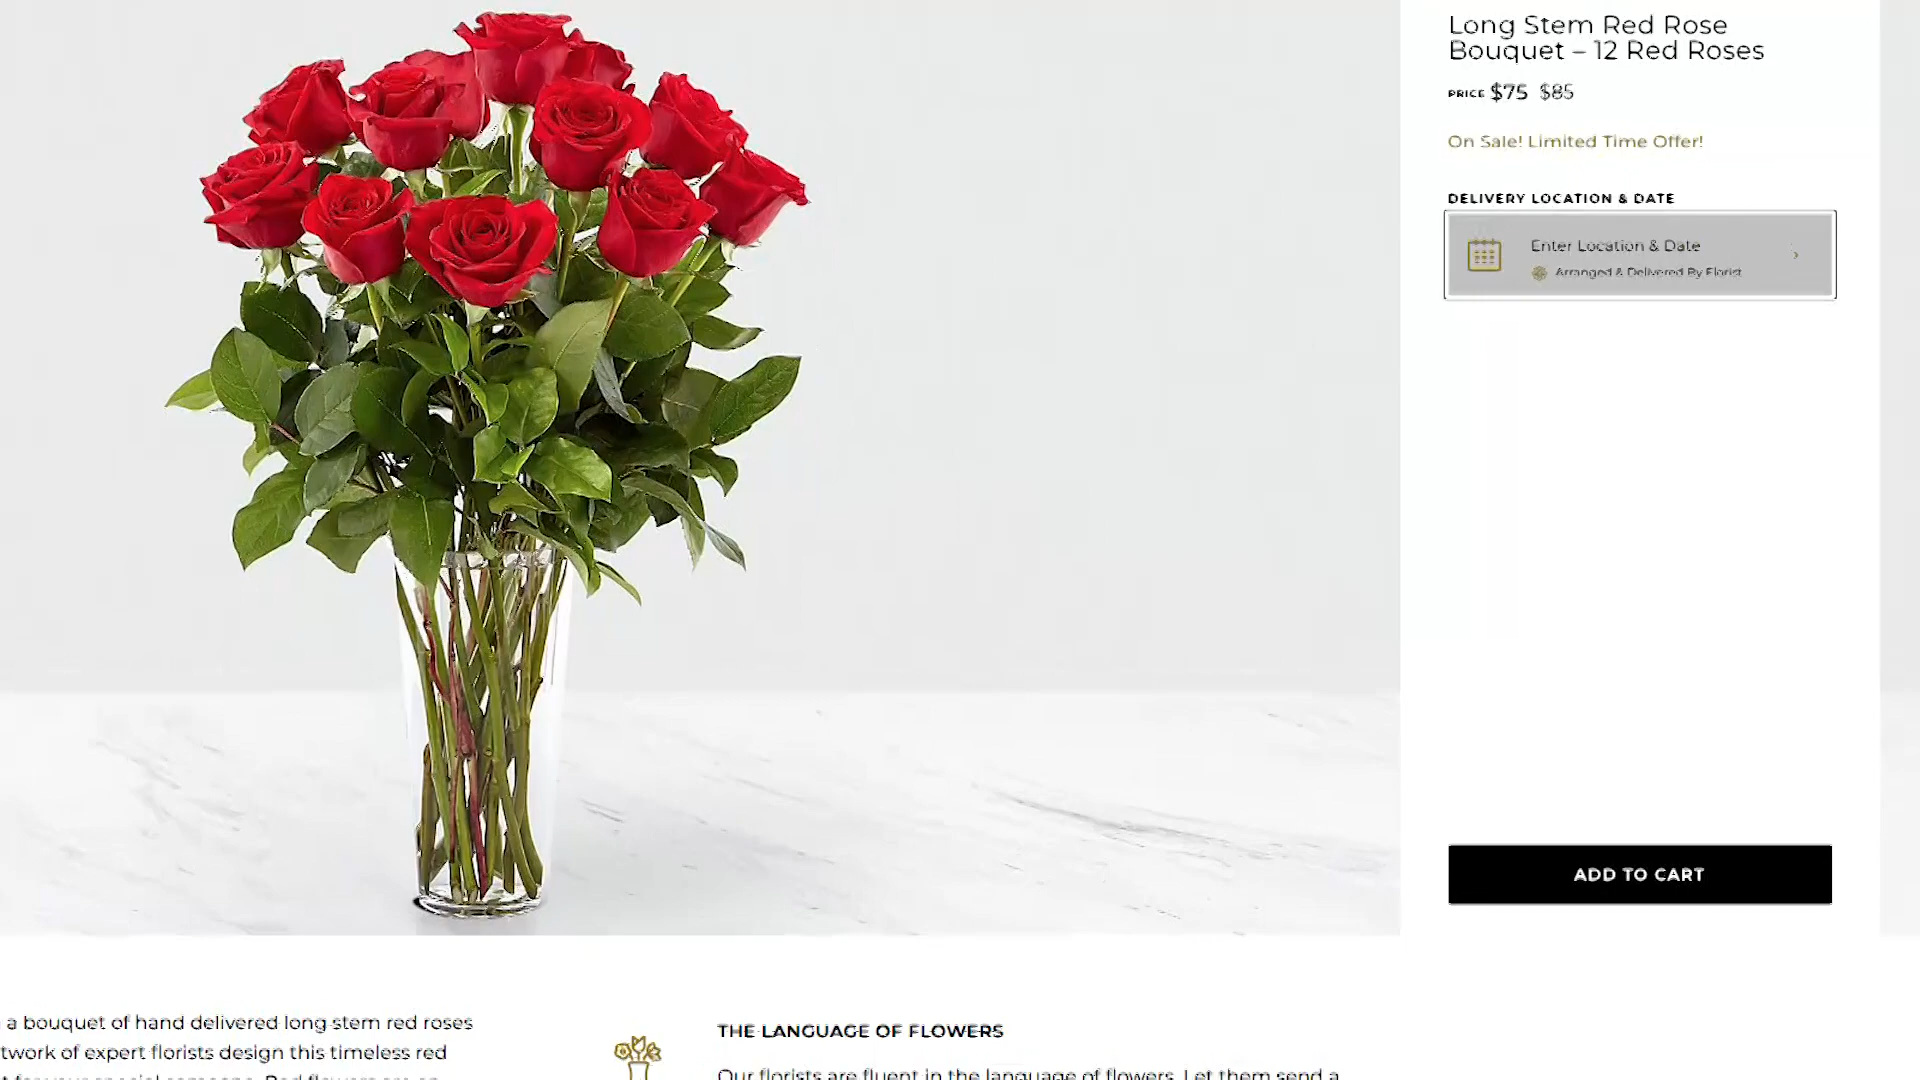 Long Stem Red Rose
Bouquet – 12 Red Roses
PRICE $75 $85
On Sale! Limited Time Offer!
DELIVERY LOCATION & DATE
Enter Location & Date
Arranged & Delivered By Florist
ADD TO CART
a bouquet of hand delivered long stem red roses
twork of expert florists design this timeless red
THE LANGUAGE OF FLOWERS
Our florists are fluent in the language of flowers. Let them send a